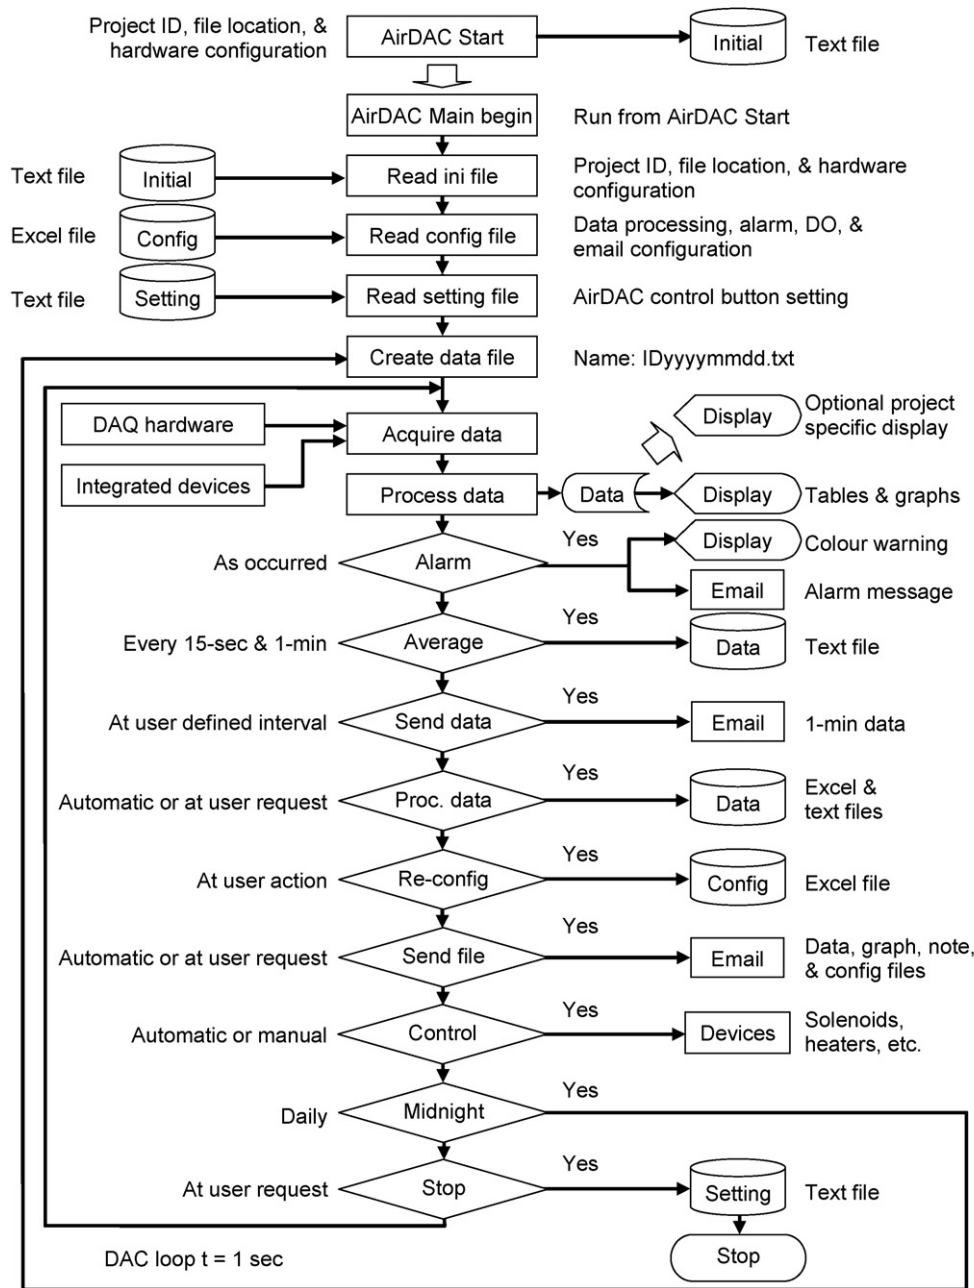 Project ID, file location, &
hardware configuration
AirDAC Start
Initial
Text file
AirDAC Main begin
Run from AirDAC Start
Text file
Initial
Read ini file
Project ID, file location, & hardware
configuration
Excel file
Config
Read config file
Data processing, alarm, DO, &
email configuration
Text file
Setting
Read setting file
AirDAC control button setting
Create data file
Name: IDyyyymmdd.txt
DAQ hardware
Acquire data
Display
Optional project
specific display
Integrated devices
Process data
Data
Display
Tables & graphs
As occurred
Alarm
Yes
Display
Colour warning
Email
Alarm message
Every 15-sec & 1-min
Average
Yes
Data
Text file
At user defined interval
Send data
Yes
Email
1-min data
Automatic or at user request
Proc. data
Yes
Data
Excel &
text files
At user action
Re-config
Yes
Config
Excel file
Automatic or at user request
Send file
Yes
Email
Data, graph, note,
& config files
Automatic or manual
Control
Yes
Devices
Solenoids,
heaters, etc.
Daily
Midnight
Yes
At user request
Stop
Yes
Setting
Text file
Stop
DAC loop t = 1 sec